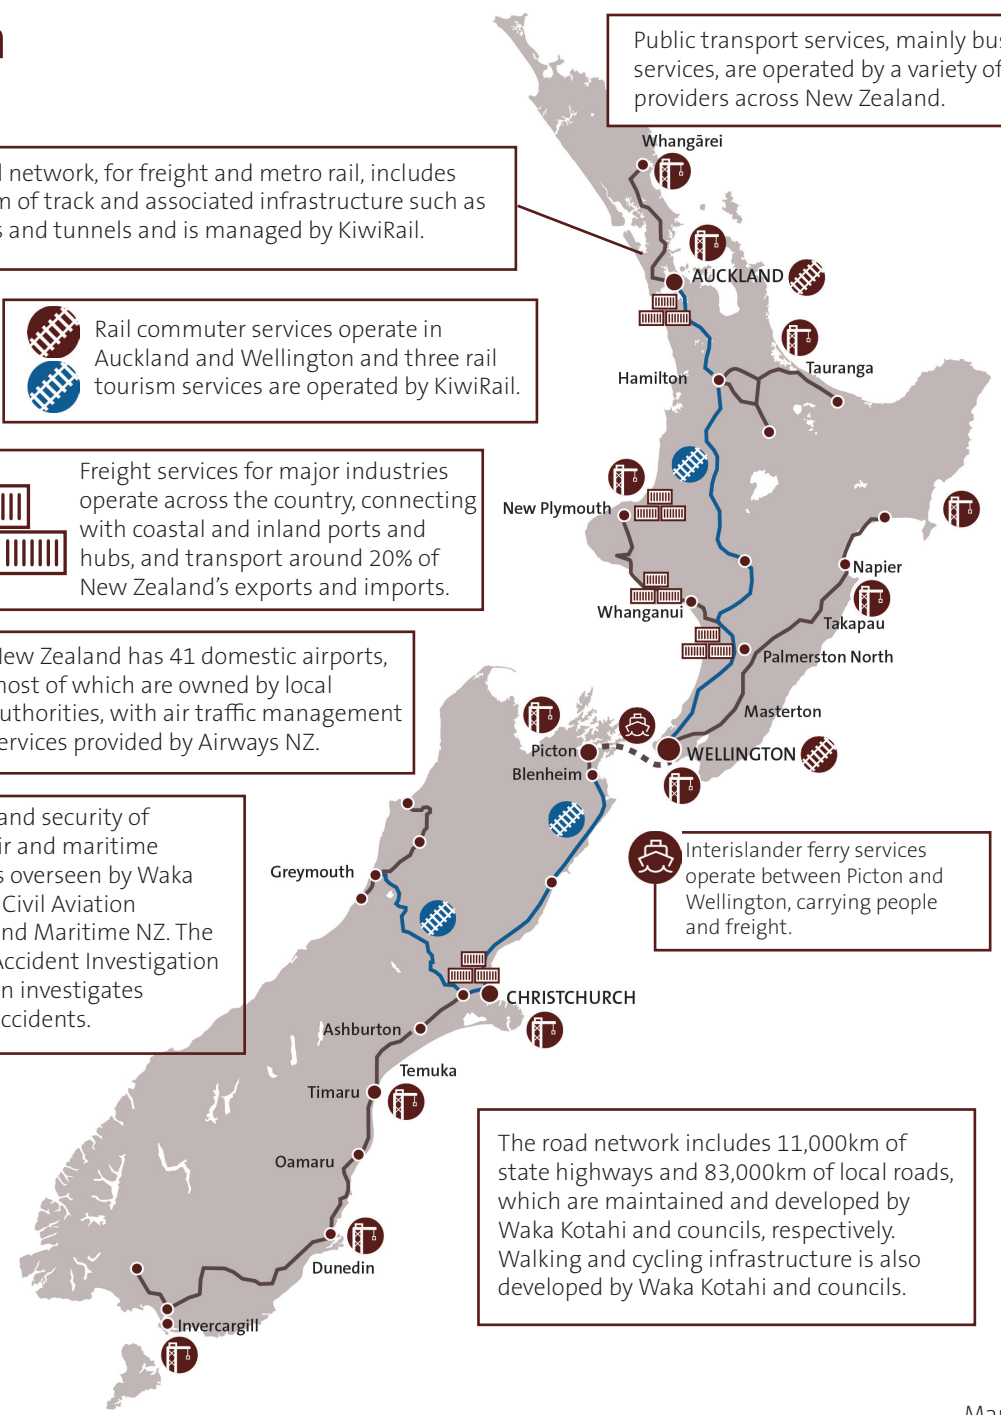 Public transport services, mainly bus
services, are operated by a variety of
providers across New Zealand.
network, for freight and metro rail, includes
of track and associated infrastructure such as
and tunnels and is managed by KiwiRail.
Rail commuter services operate in
Auckland and Wellington and three rail
tourism services are operated by KiwiRail.
Freight services for major industries
operate across the country, connecting
with coastal and inland ports and
hubs, and transport around 20% of
New Zealand's exports and imports.
New Zealand has 41 domestic airports,
most of which are owned by local
authorities, with air traffic management
services provided by Airways NZ.
and security of
air and maritime
overseen by Waka
Civil Aviation
and Maritime NZ. The
Accident Investigation
investigates
accidents.
Whangārei
AUCKLAND
Hamilton
Tauranga
New Plymouth
Napier
Whanganui
Takapau
Palmerston North
Masterton
WELLINGTON
Picton
Blenheim
Interislander ferry services
operate between Picton and
Wellington, carrying people
and freight.
Greymouth
CHRISTCHURCH
Ashburton
Temuka
Timaru
Oamaru
Dunedin
Invercargill
The road network includes 11,000km of
state highways and 83,000km of local roads,
which are maintained and developed by
Waka Kotahi and councils, respectively.
Walking and cycling infrastructure is also
developed by Waka Kotahi and councils.